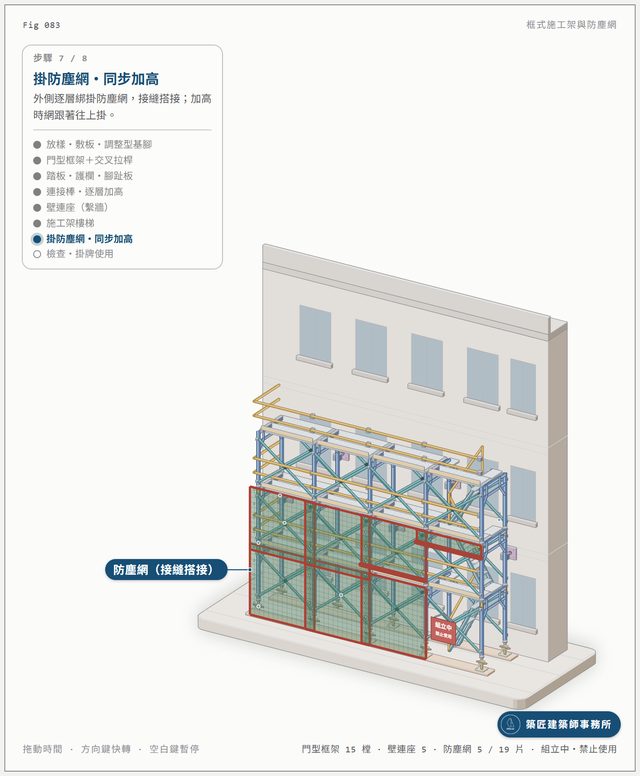 Fig 083
框式施工架與防塵網
步驟 7 / 8
掛防塵網・同步加高
外側逐層綁掛防塵網，接縫搭接；加高
時網跟著往上掛。
放樣・敷板・調整型基腳
門型框架＋交叉拉桿
踏板・護欄・腳趾板
連接棒・逐層加高
壁連座（繫牆）
施工架樓梯
掛防塵網・同步加高
檢查・掛牌使用
防塵網（接縫搭接）
組立中
禁止使用
築匠建築師事務所
拖動時間 · 方向鍵快轉 · 空白鍵暫停
門型框架 15 樘 · 壁連座 5 · 防塵網 5 / 19 片 · 組立中・禁止使用